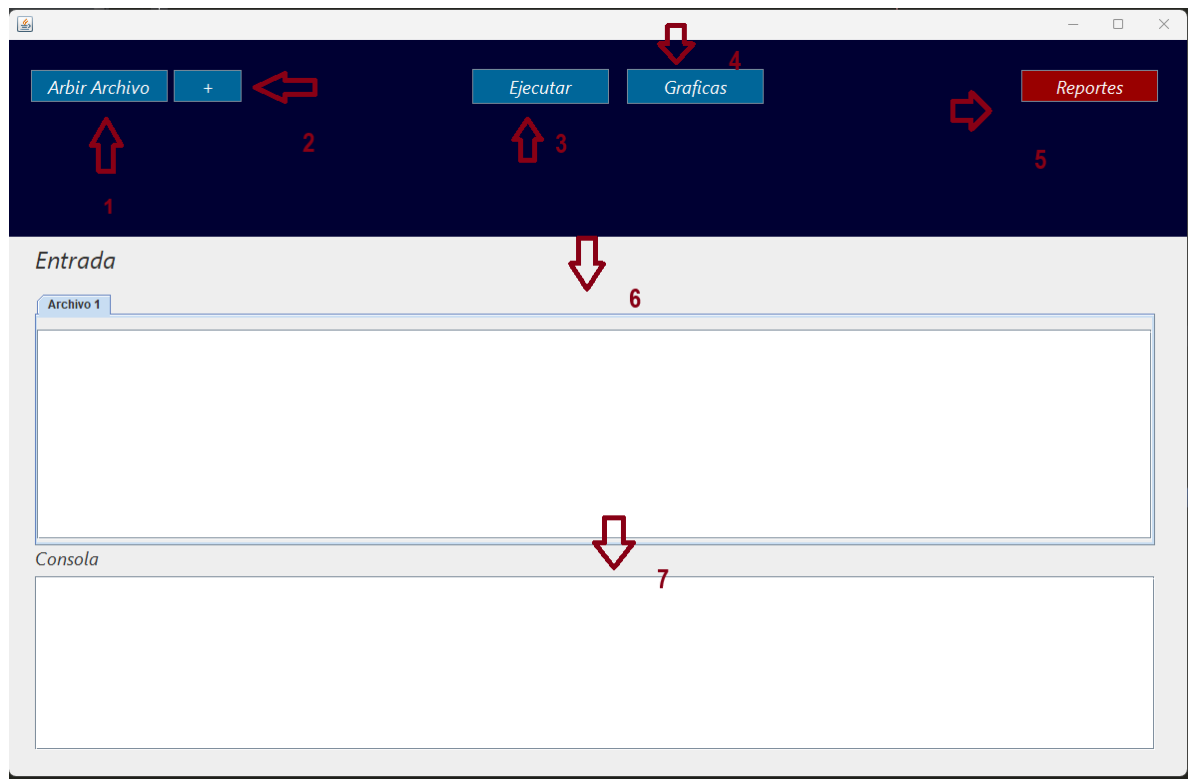 Arbir Archivo + Ejecutar Graficas Reportes
4
2 3 5
1
Entrada
6
Archivo 1
Consola
7